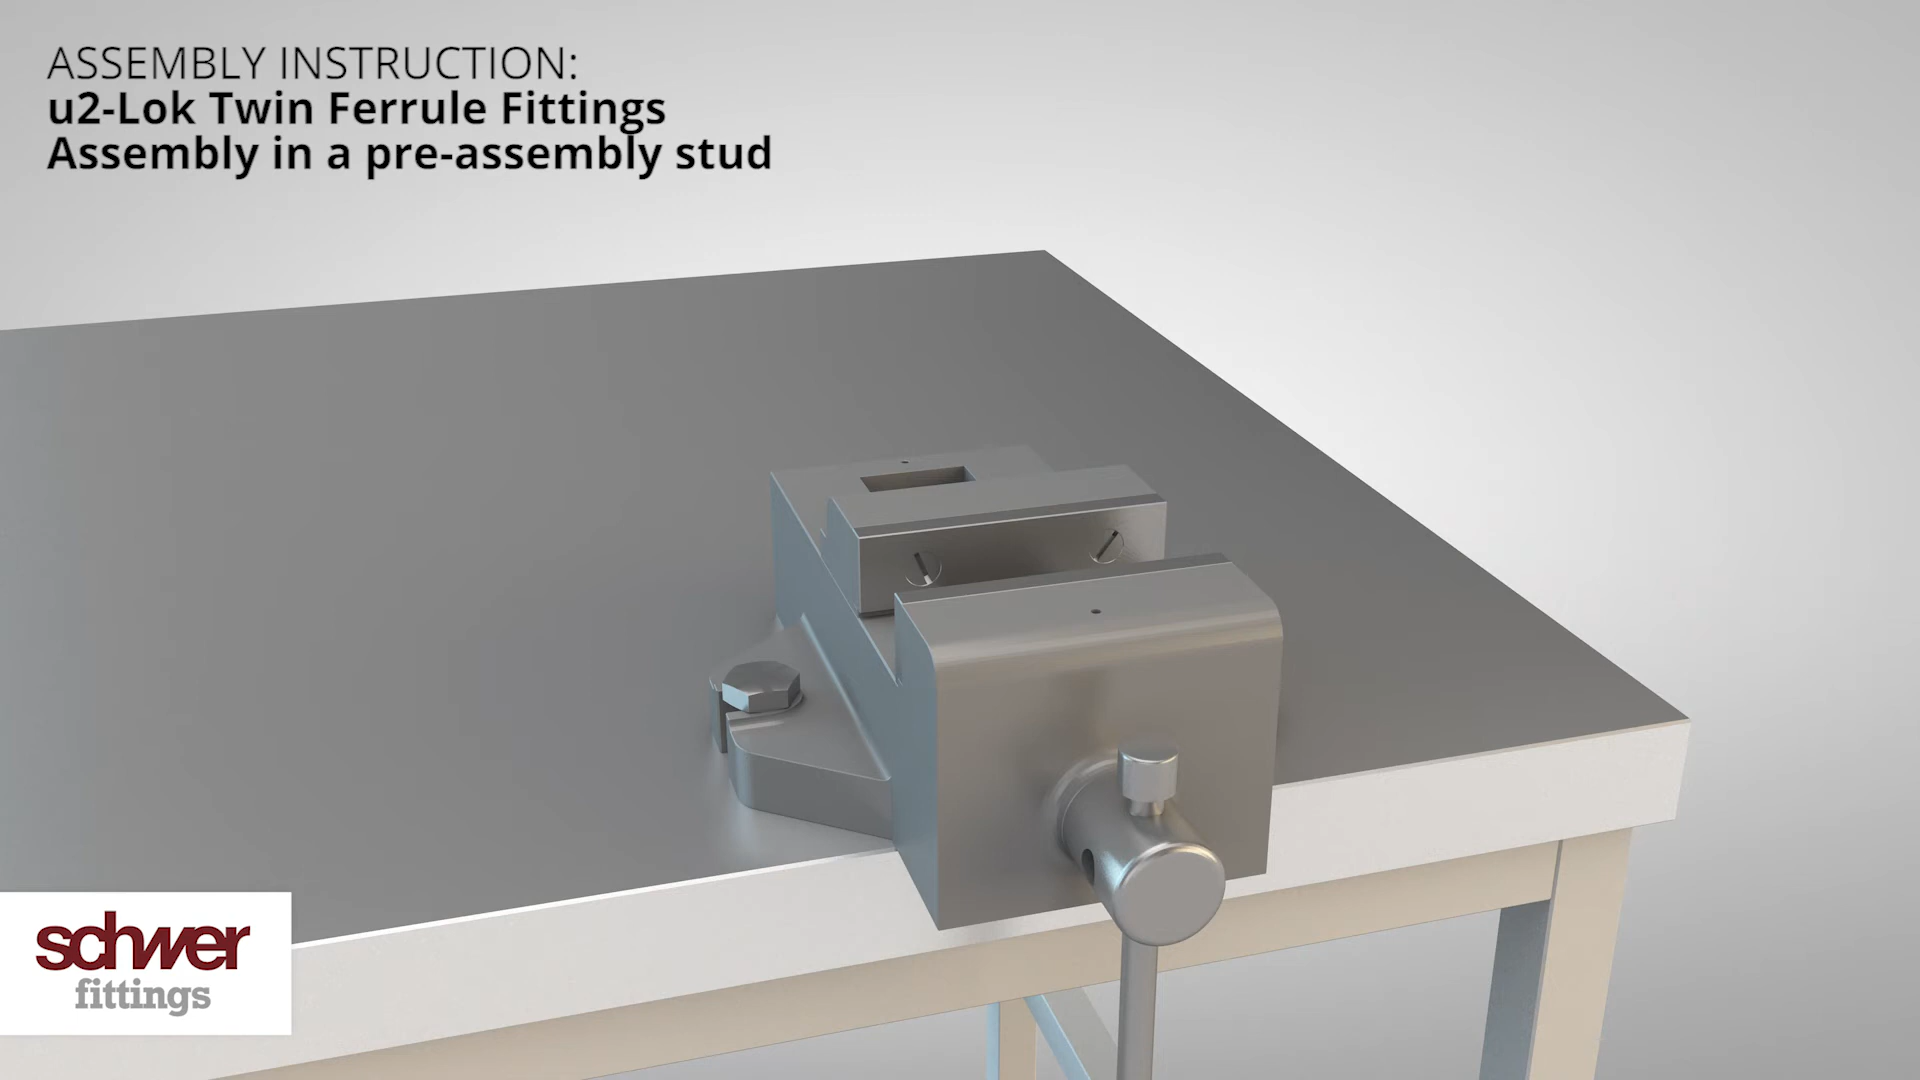 ASSEMBLY INSTRUCTION:
u2-Lok Twin Ferrule Fittings
Assembly in a pre-assembly stud
schwer
fittings